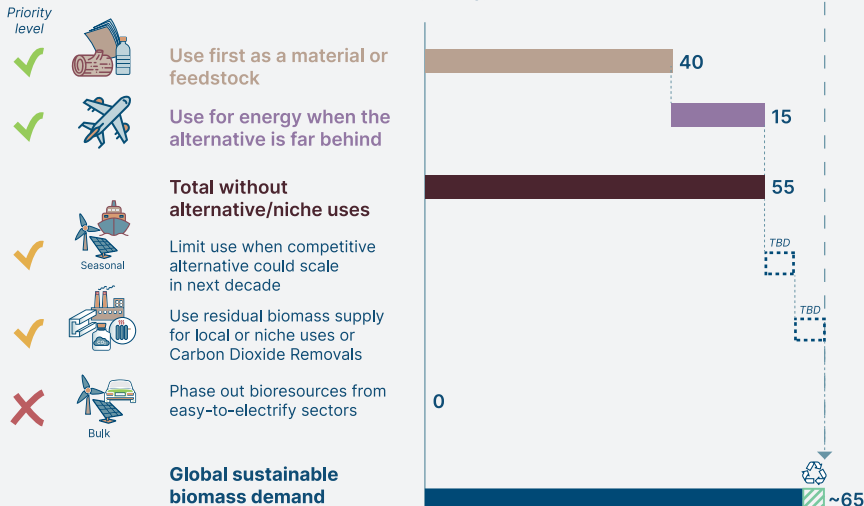 Priority
level
Use first as a material or
feedstock
40
Use for energy when the
alternative is far behind
15
Total without
alternative/niche uses
55
Seasonal
Limit use when competitive
alternative could scale
in next decade
TBD
Use residual biomass supply
for local or niche uses or
Carbon Dioxide Removals
TBD
Phase out bioresources from
easy-to-electrify sectors
0
Bulk
Global sustainable
biomass demand
~65